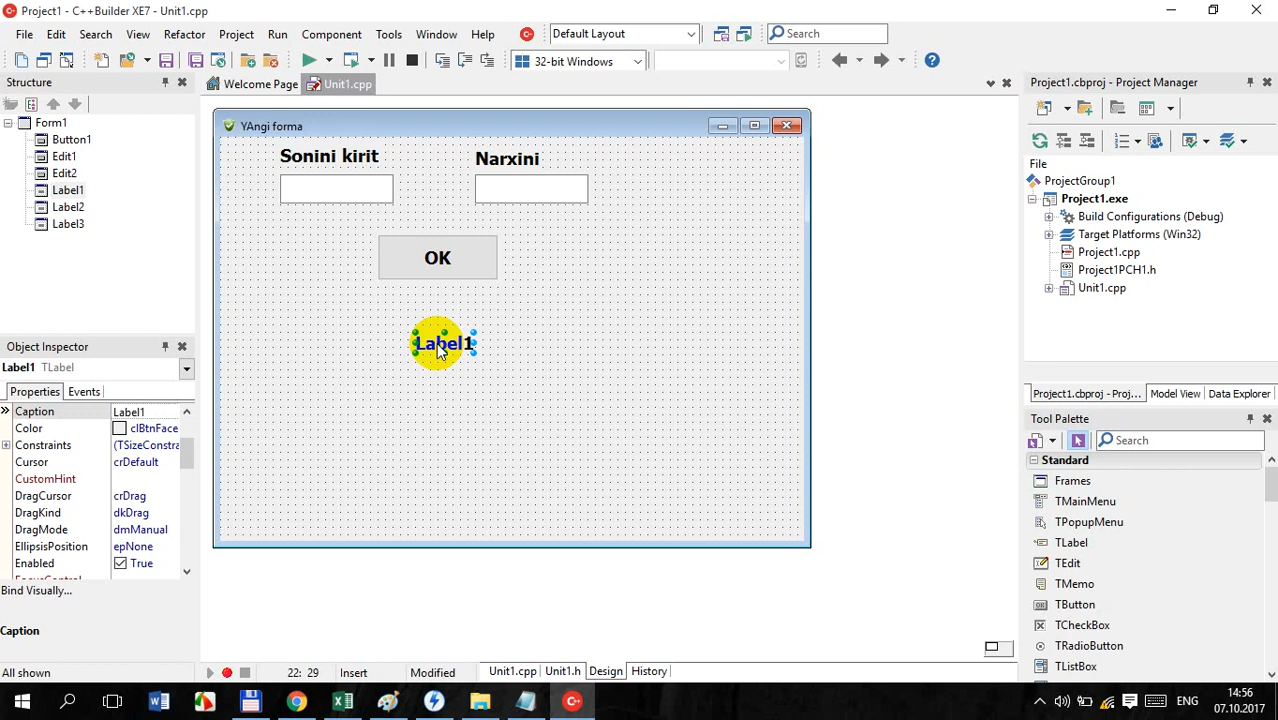 Project1 - C++Builder XE7 - Unit1.cpp
File Edit Search View Refactor Project Run Component Tools Window Help
Default Layout
Search
32-bit Windows
Structure
Welcome Page
Unit1.cpp
Project1.cbproj - Project Manager
Form1
Button1
Edit1
Edit2
Label1
Label2
Label3
YAngi forma
Sonini kirit
Narxini
OK
Label1
File
ProjectGroup1
Project1.exe
Build Configurations (Debug)
Target Platforms (Win32)
Project1.cpp
Project1PCH1.h
Unit1.cpp
Object Inspector
Label1 TLabel
Properties Events
Caption Label1
Color clBtnFace
Constraints (TSizeConstra
Cursor crDefault
CustomHint
DragCursor crDrag
DragKind dkDrag
DragMode dmManual
EllipsisPosition epNone
Enabled True
Bind Visually...
Caption
All shown
Project1.cbproj - Proj... Model View Data Explorer
Tool Palette
Search
Standard
Frames
TMainMenu
TPopupMenu
TLabel
TEdit
TMemo
TButton
TCheckBox
TRadioButton
TListBox
22: 29 Insert Modified Unit1.cpp Unit1.h Design History
ENG
14:56
07.10.2017